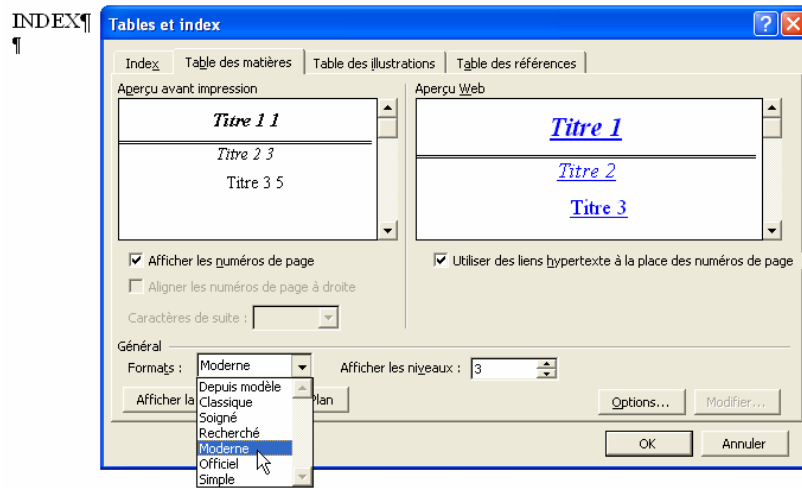 INDEX¶
¶
Tables et index
Index Table des matières Table des illustrations Table des références
Aperçu avant impression Aperçu Web
Titre 1 1 Titre 1
Titre 2 3 Titre 2
Titre 3 5 Titre 3
Afficher les numéros de page Utiliser des liens hypertexte à la place des numéros de page
Aligner les numéros de page à droite
Caractères de suite :
Général
Formats : Moderne Afficher les niveaux : 3
Afficher la Plan Options... Modifier...
Depuis modèle
Classique
Soigné
Recherché
Moderne
Officiel
Simple
OK Annuler